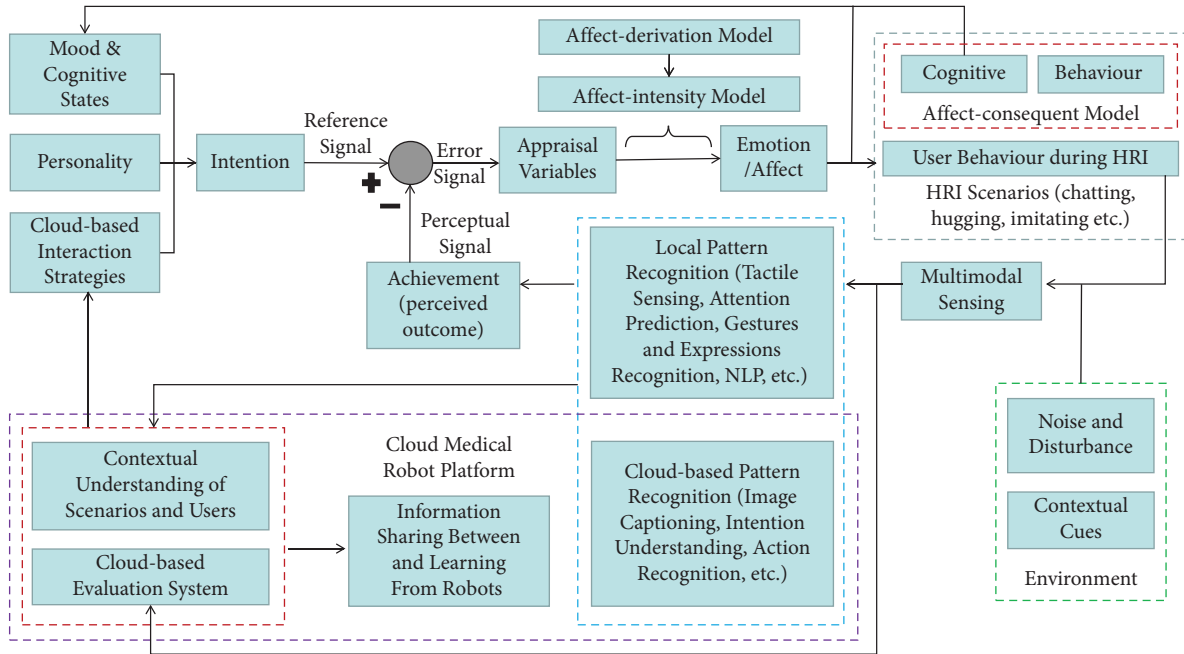 Mood &
Cognitive
States
Personality
Cloud-based
Interaction
Strategies
Intention
Reference
Signal
+
−
Error
Signal
Perceptual
Signal
Achievement
(perceived
outcome)
Appraisal
Variables
Affect-derivation Model
Affect-intensity Model
Emotion
/Affect
Cognitive
Behaviour
Affect-consequent Model
User Behaviour during HRI
HRI Scenarios (chatting,
hugging, imitating etc.)
Multimodal
Sensing
Local Pattern
Recognition (Tactile
Sensing, Attention
Prediction, Gestures
and Expressions
Recognition, NLP, etc.)
Noise and
Disturbance
Contextual
Cues
Environment
Cloud Medical
Robot Platform
Contextual
Understanding of
Scenarios and Users
Cloud-based
Evaluation System
Information
Sharing Between
and Learning
From Robots
Cloud-based Pattern
Recognition (Image
Captioning, Intention
Understanding, Action
Recognition, etc.)